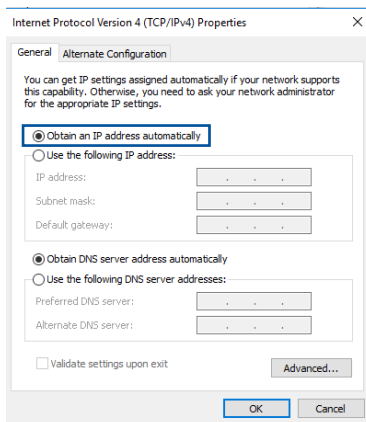 Internet Protocol Version 4 (TCP/IPv4) Properties
General
Alternate Configuration
You can get IP settings assigned automatically if your network supports
this capability. Otherwise, you need to ask your network administrator
for the appropriate IP settings.
Obtain an IP address automatically
Use the following IP address:
IP address:
Subnet mask:
Default gateway:
Obtain DNS server address automatically
Use the following DNS server addresses:
Preferred DNS server:
Alternate DNS server:
Validate settings upon exit
Advanced...
OK
Cancel